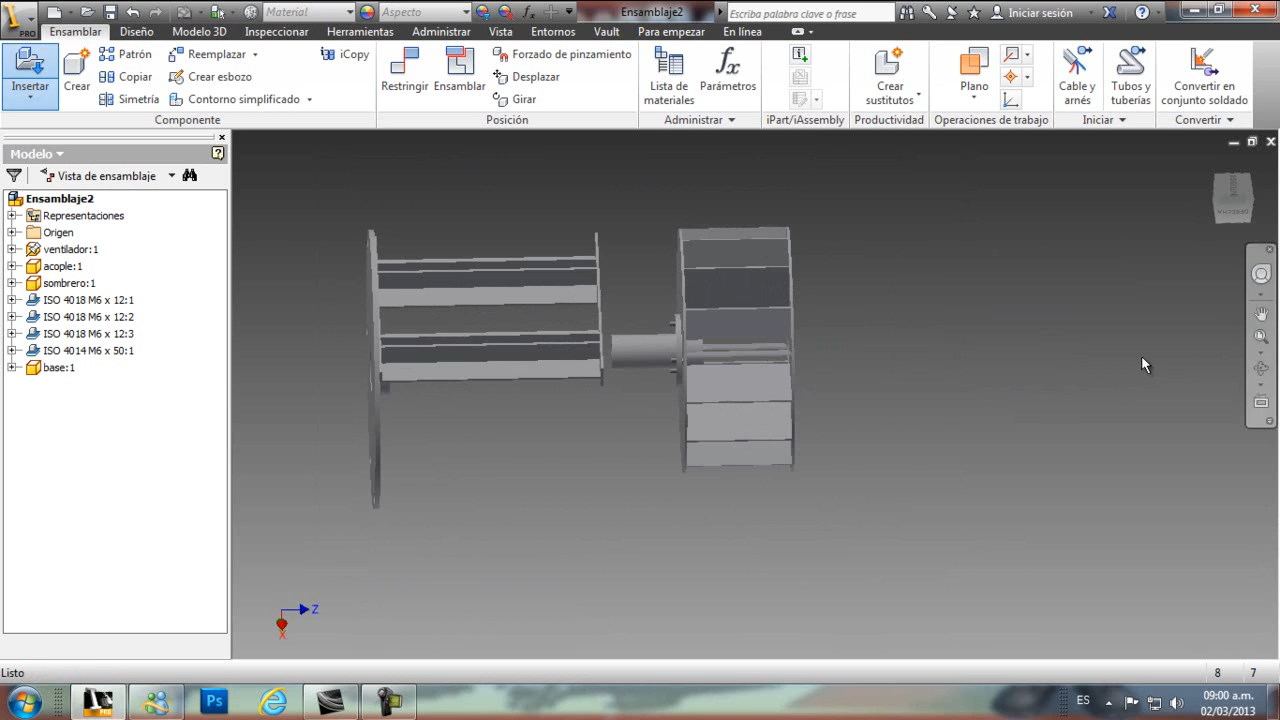 Material
Aspecto
Ensamblaje2
Escriba palabra clave o frase
Iniciar sesión
PRO
Ensamblar
Diseño
Modelo 3D
Inspeccionar
Herramientas
Administrar
Vista
Entornos
Vault
Para empezar
En línea
Insertar
Crear
Patrón
Copiar
Simetría
Reemplazar
Crear esbozo
Contorno simplificado
iCopy
Restringir
Ensamblar
Forzado de pinzamiento
Desplazar
Girar
Lista de
materiales
fx
Parámetros
Crear
sustitutos
Plano
Cable y
arnés
Tubos y
tuberías
Convertir en
conjunto soldado
Componente
Posición
Administrar
iPart/iAssembly
Productividad
Operaciones de trabajo
Iniciar
Convertir
Modelo
Vista de ensamblaje
Ensamblaje2
Representaciones
Origen
ventilador:1
acople:1
sombrero:1
ISO 4018 M6 x 12:1
ISO 4018 M6 x 12:2
ISO 4018 M6 x 12:3
ISO 4014 M6 x 50:1
base:1
DERECHA
Z
X
Listo
8 7
Ps
ES
09:00 a.m.
02/03/2013